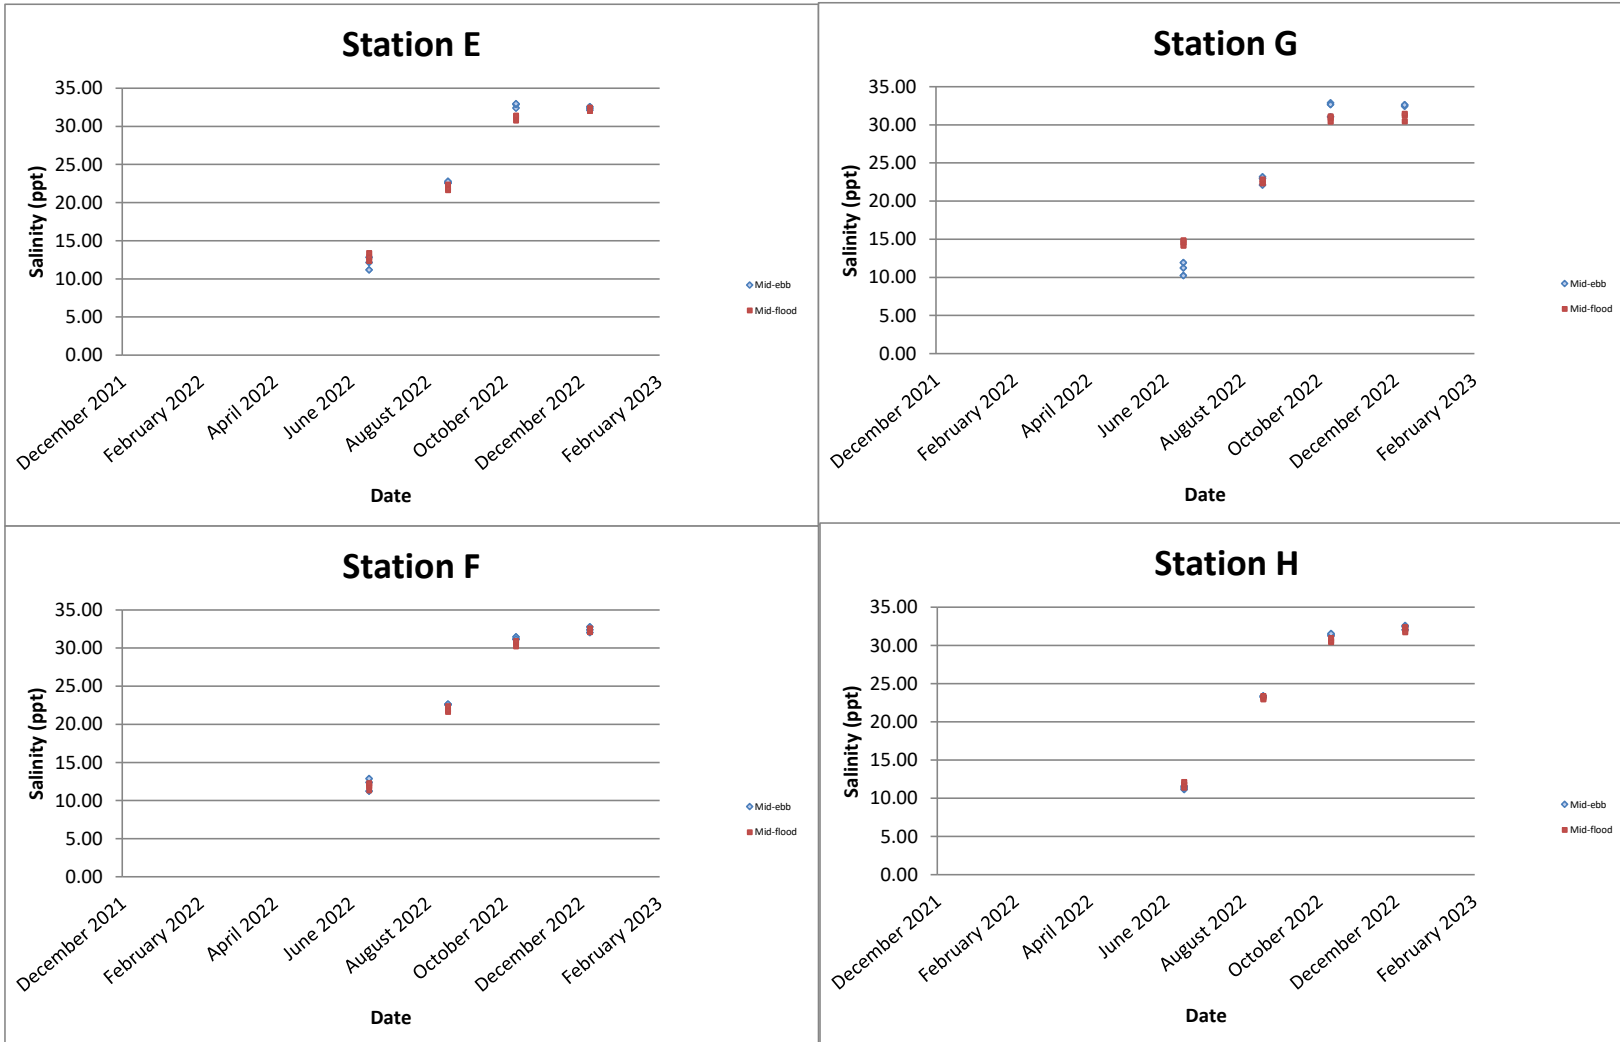 Station E
35.00
30.00
25.00
20.00
15.00
10.00
5.00
0.00
Salinity (ppt)
December 2021
February 2022
April 2022
June 2022
August 2022
October 2022
December 2022
February 2023
Date
Mid-ebb
Mid-flood
Station G
35.00
30.00
25.00
20.00
15.00
10.00
5.00
0.00
Salinity (ppt)
December 2021
February 2022
April 2022
June 2022
August 2022
October 2022
December 2022
February 2023
Date
Mid-ebb
Mid-flood
Station F
35.00
30.00
25.00
20.00
15.00
10.00
5.00
0.00
Salinity (ppt)
December 2021
February 2022
April 2022
June 2022
August 2022
October 2022
December 2022
February 2023
Date
Mid-ebb
Mid-flood
Station H
35.00
30.00
25.00
20.00
15.00
10.00
5.00
0.00
Salinity (ppt)
December 2021
February 2022
April 2022
June 2022
August 2022
October 2022
December 2022
February 2023
Date
Mid-ebb
Mid-flood